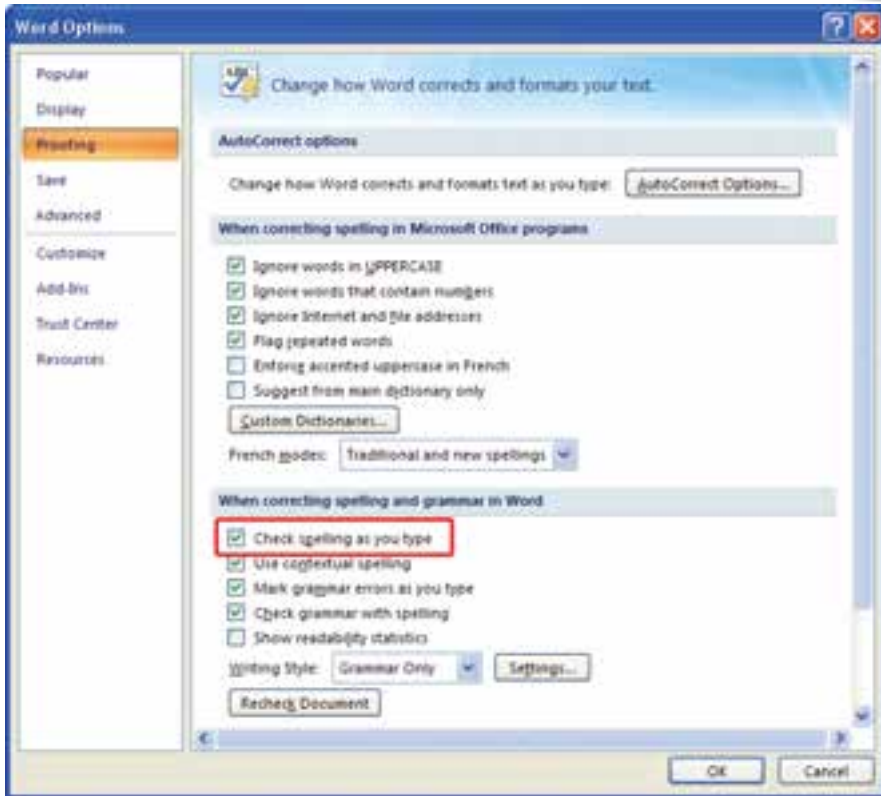 Word Options
Popular
Display
Proofing
Save
Advanced
Customize
Add-Ins
Trust Center
Resources
Change how Word corrects and formats your text.
AutoCorrect options
Change how Word corrects and formats text as you type: AutoCorrect Options...
When correcting spelling in Microsoft Office programs
Ignore words in UPPERCASE
Ignore words that contain numbers
Ignore Internet and file addresses
Flag repeated words
Enforce accented uppercase in French
Suggest from main dictionary only
Custom Dictionaries...
French modes: Traditional and new spellings
When correcting spelling and grammar in Word
Check spelling as you type
Use contextual spelling
Mark grammar errors as you type
Check grammar with spelling
Show readability statistics
Writing Style: Grammar Only Settings...
Recheck Document
OK Cancel